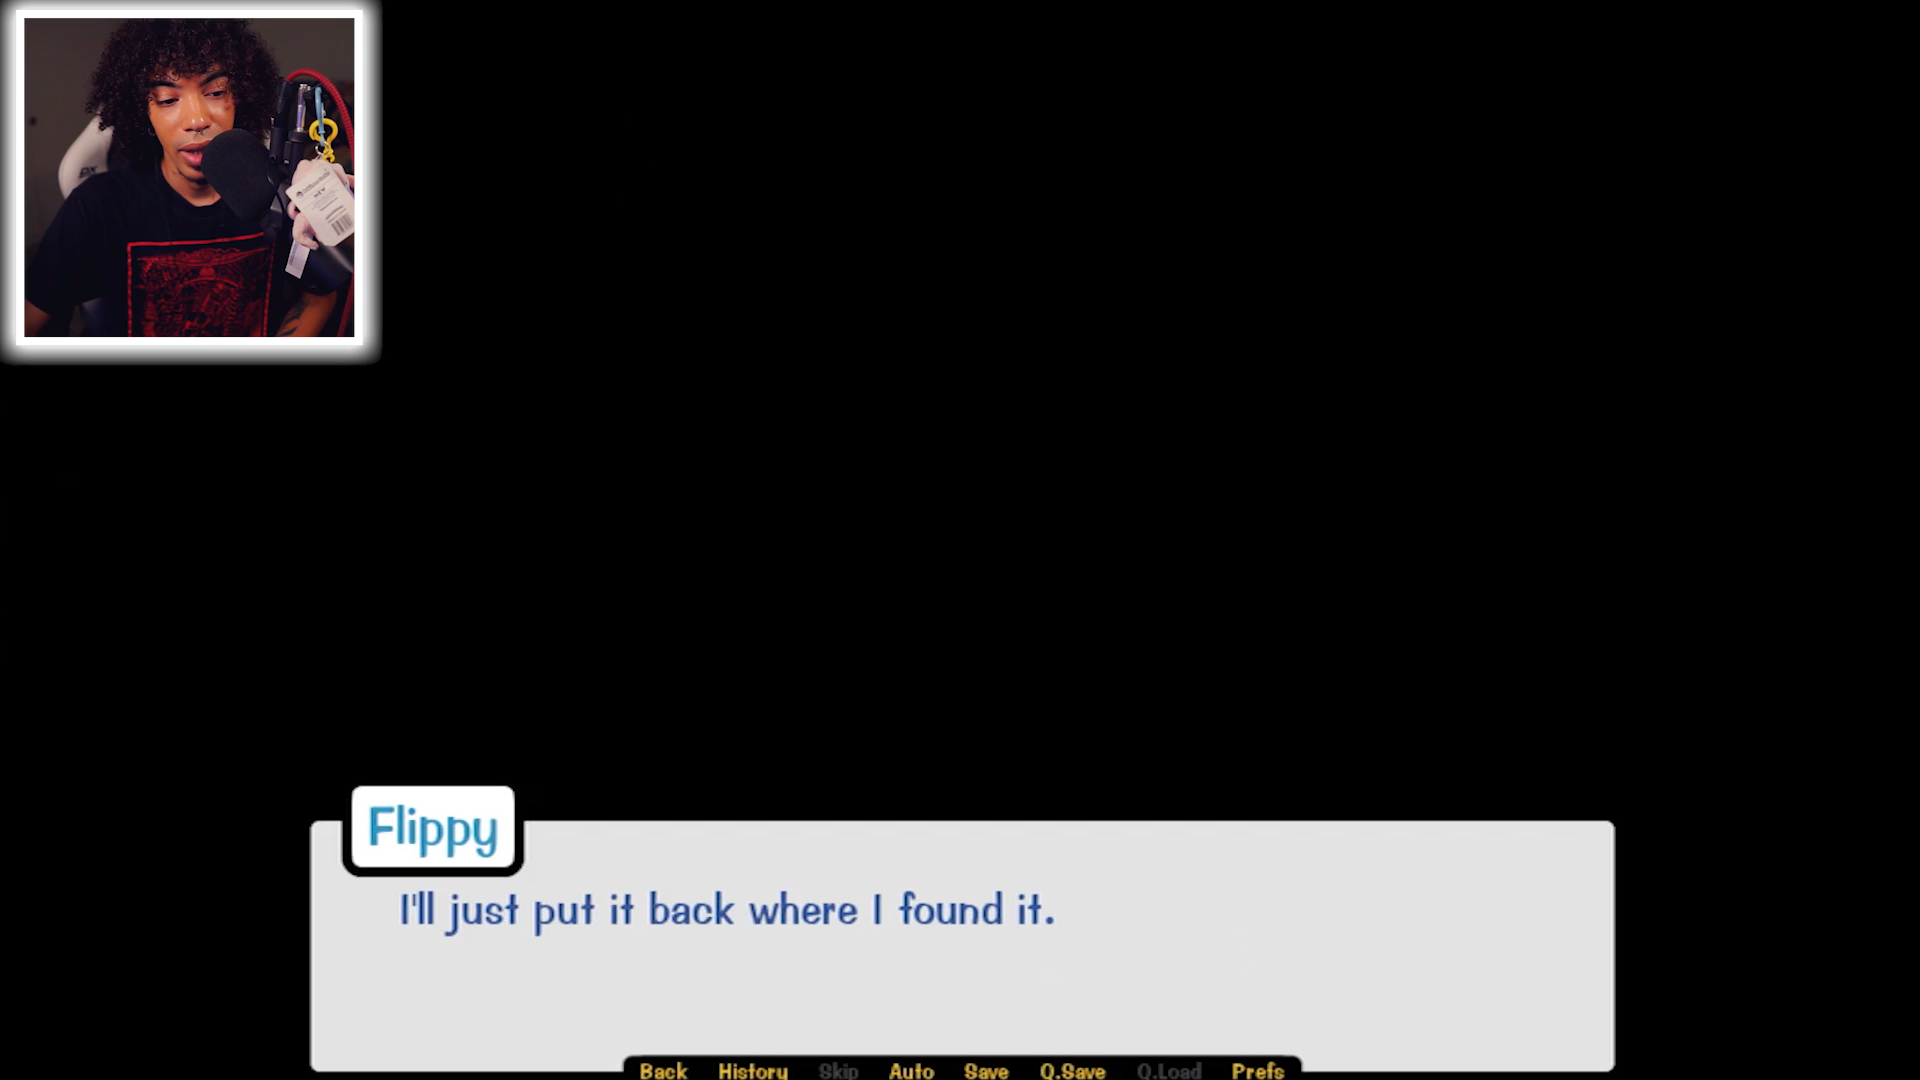 Flippy
I'll just put it back where I found it.
Back History Skip Auto Save Q.Save Q.Load Prefs